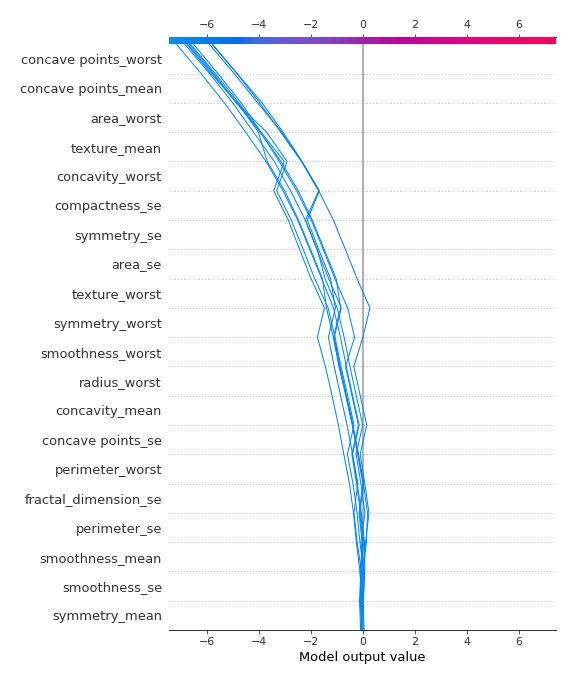 −6 −4 −2 0 2 4 6
concave points_worst
concave points_mean
area_worst
texture_mean
concavity_worst
compactness_se
symmetry_se
area_se
texture_worst
symmetry_worst
smoothness_worst
radius_worst
concavity_mean
concave points_se
perimeter_worst
fractal_dimension_se
perimeter_se
smoothness_mean
smoothness_se
symmetry_mean
−6 −4 −2 0 2 4 6
Model output value